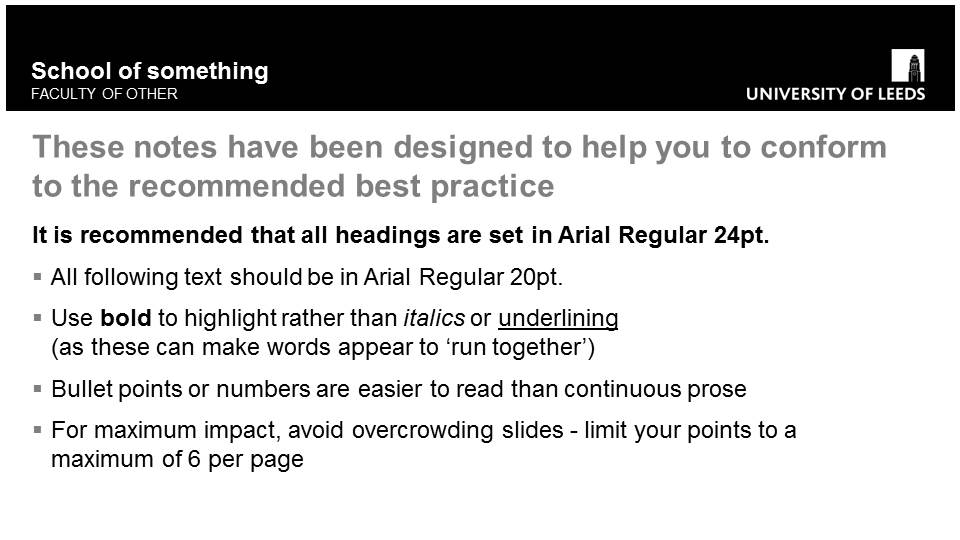 School of something
FACULTY OF OTHER
UNIVERSITY OF LEEDS
These notes have been designed to help you to conform
to the recommended best practice
It is recommended that all headings are set in Arial Regular 24pt.
▪ All following text should be in Arial Regular 20pt.
▪ Use bold to highlight rather than italics or underlining
(as these can make words appear to ‘run together’)
▪ Bullet points or numbers are easier to read than continuous prose
▪ For maximum impact, avoid overcrowding slides - limit your points to a
maximum of 6 per page